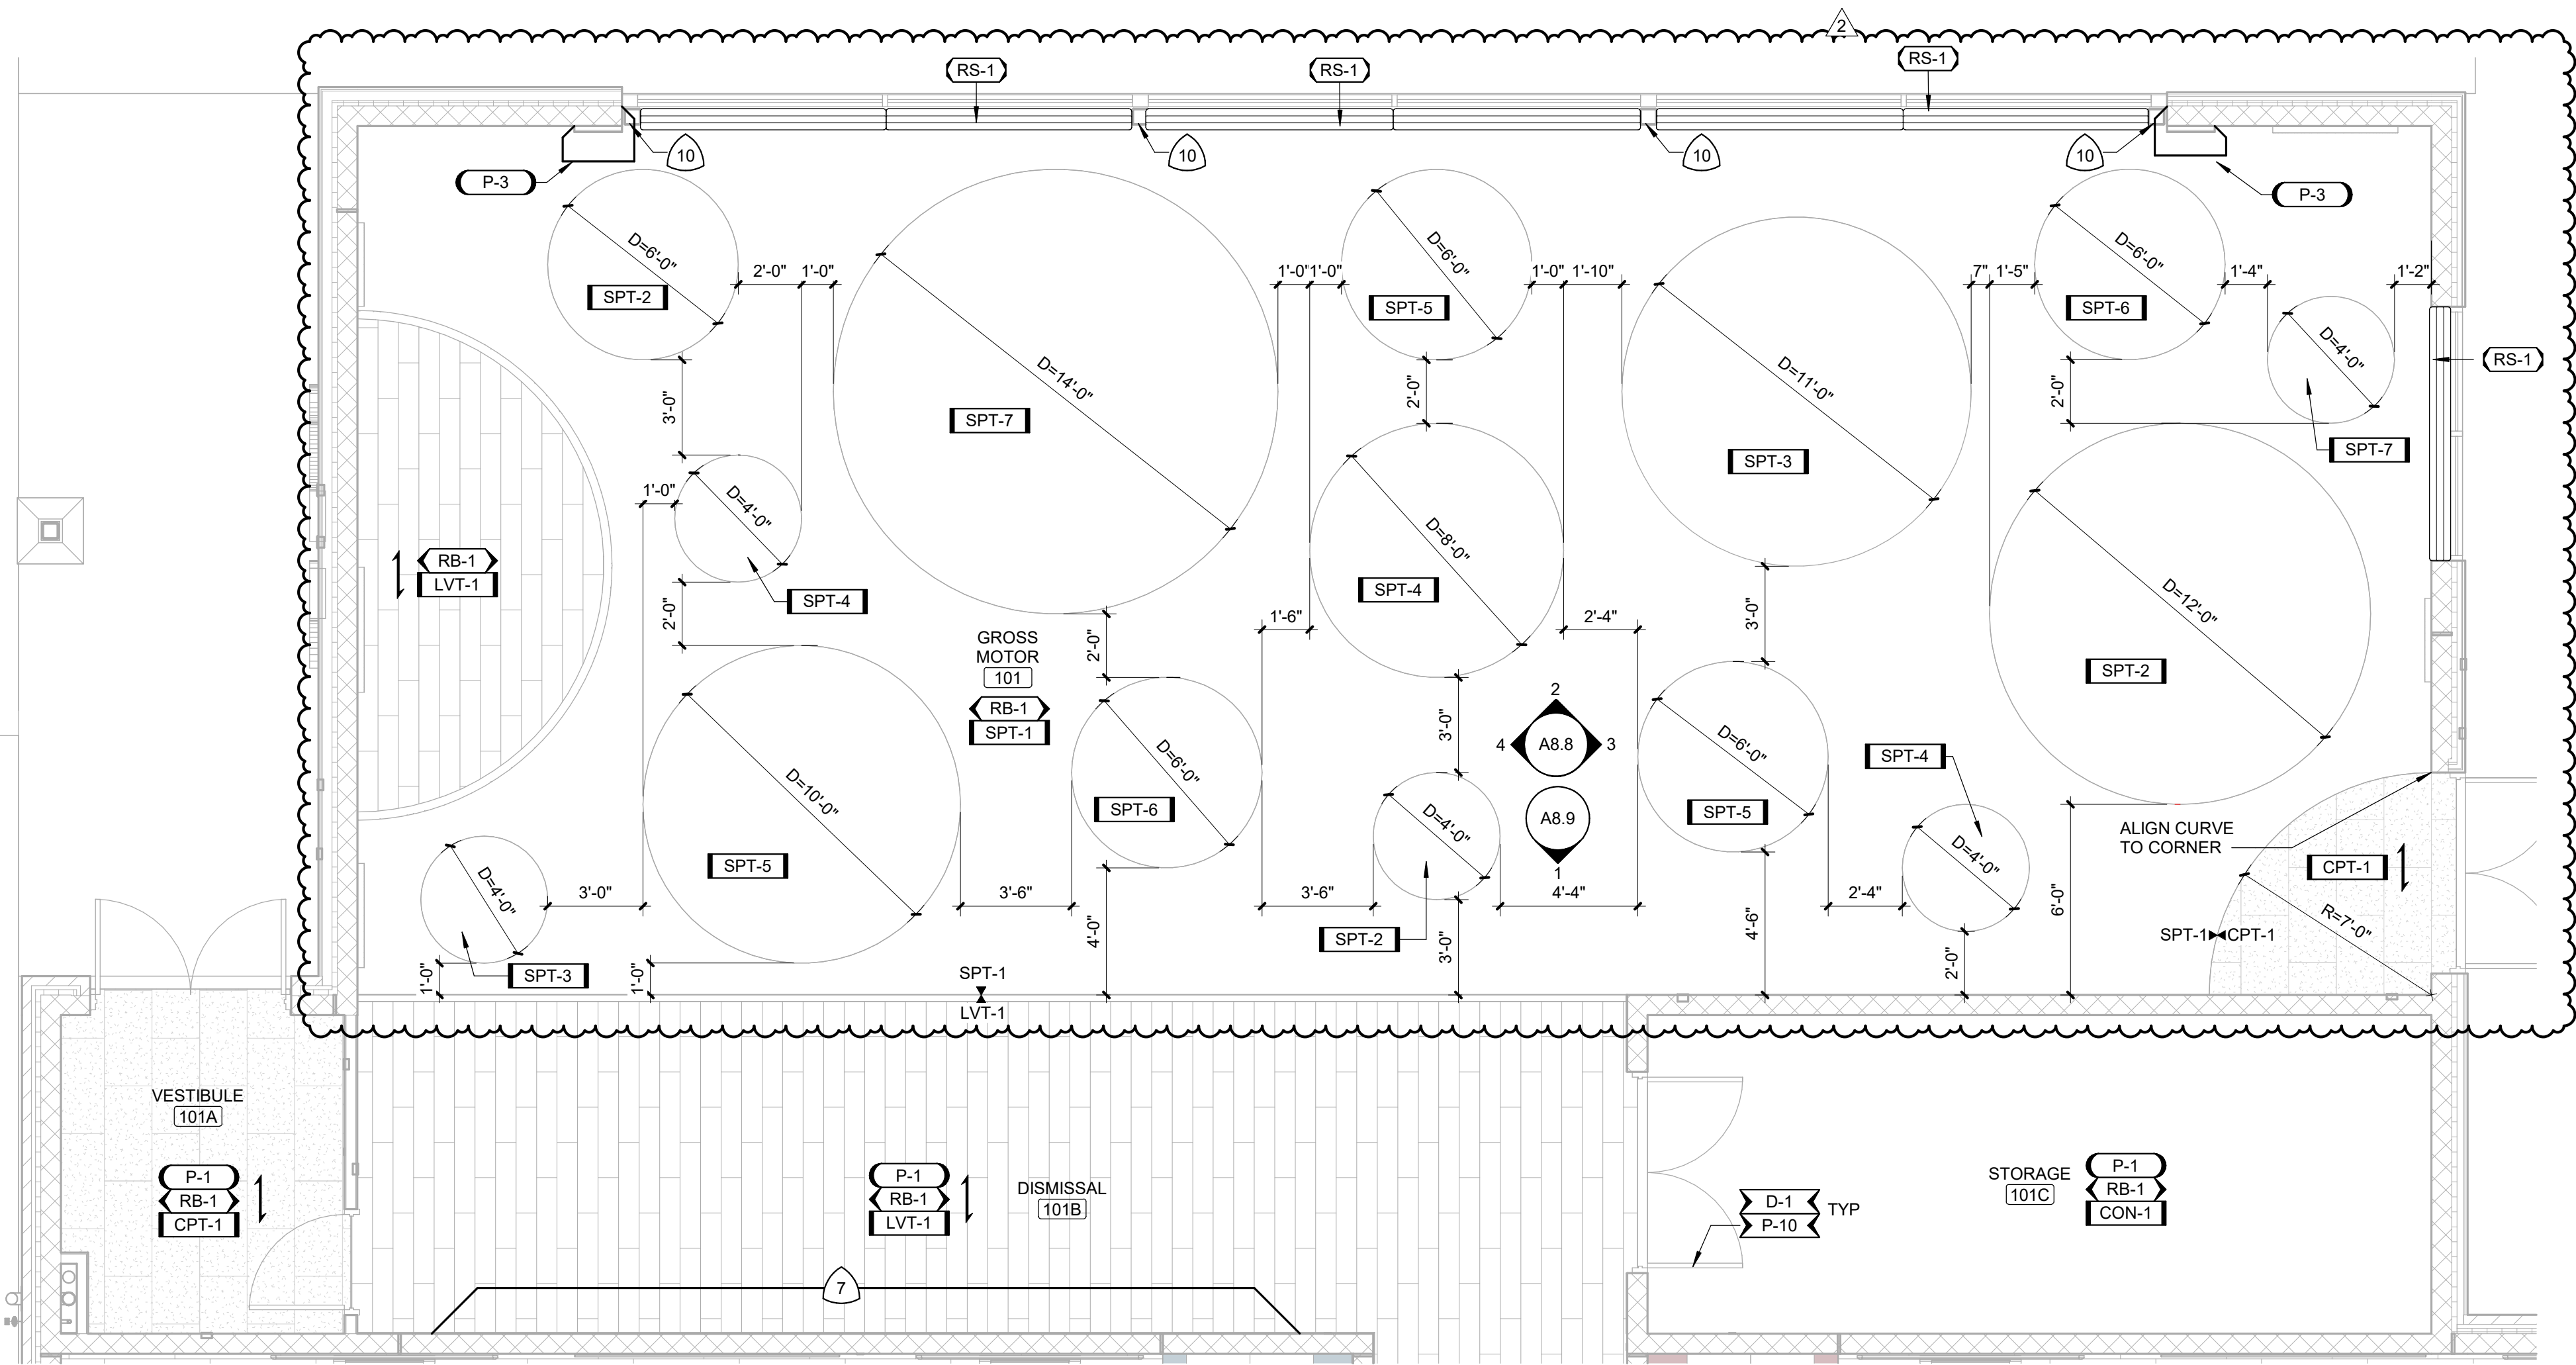 2
RS-1
RS-1
RS-1
10
10
10
10
P-3
P-3
D=6'-0"
SPT-2
2'-0"
1'-0"
D=14'-0"
SPT-7
1'-0"
1'-0"
D=6'-0"
SPT-5
1'-0"
1'-10"
D=11'-0"
SPT-3
7"
1'-5"
D=6'-0"
SPT-6
1'-4"
1'-2"
D=4'-0"
SPT-7
RS-1
3'-0"
2'-0"
2'-0"
1'-0"
D=4'-0"
SPT-4
RB-1
LVT-1
2'-0"
D=8'-0"
SPT-4
1'-6"
2'-4"
3'-0"
D=12'-0"
SPT-2
GROSS
MOTOR
101
RB-1
SPT-1
2'-0"
D=10'-0"
SPT-5
D=6'-0"
SPT-6
3'-0"
2
4
A8.8
3
A8.9
1
D=6'-0"
SPT-5
SPT-4
D=4'-0"
D=4'-0"
SPT-2
ALIGN CURVE
TO CORNER
CPT-1
R=7'-0"
SPT-1
CPT-1
D=4'-0"
SPT-3
3'-0"
3'-6"
3'-6"
4'-4"
2'-4"
1'-0"
1'-0"
4'-0"
3'-0"
4'-6"
2'-0"
6'-0"
SPT-1
LVT-1
VESTIBULE
101A
P-1
RB-1
CPT-1
P-1
RB-1
LVT-1
DISMISSAL
101B
7
D-1
P-10
TYP
STORAGE
101C
P-1
RB-1
CON-1